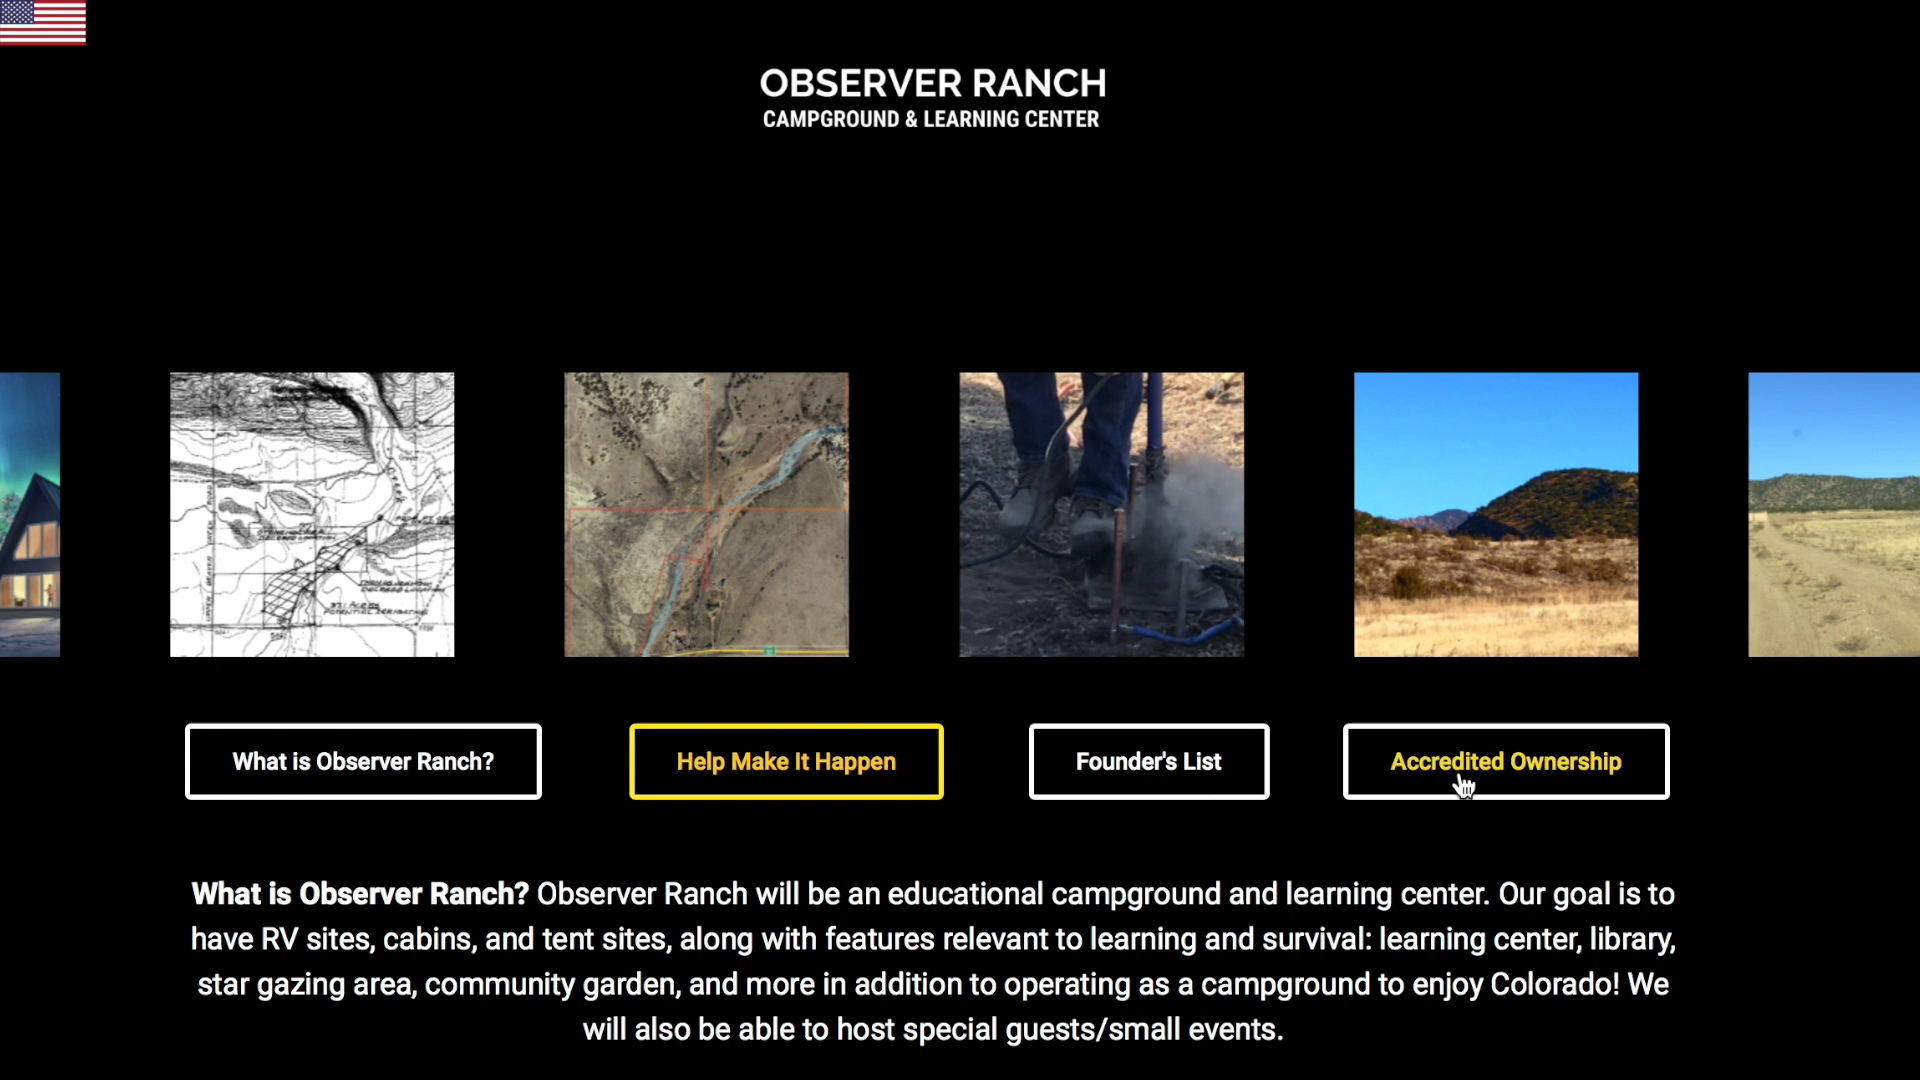 OBSERVER RANCH
CAMPGROUND & LEARNING CENTER
What is Observer Ranch?
Help Make It Happen
Founder's List
Accredited Ownership
What is Observer Ranch? Observer Ranch will be an educational campground and learning center. Our goal is to
have RV sites, cabins, and tent sites, along with features relevant to learning and survival: learning center, library,
star gazing area, community garden, and more in addition to operating as a campground to enjoy Colorado! We
will also be able to host special guests/small events.